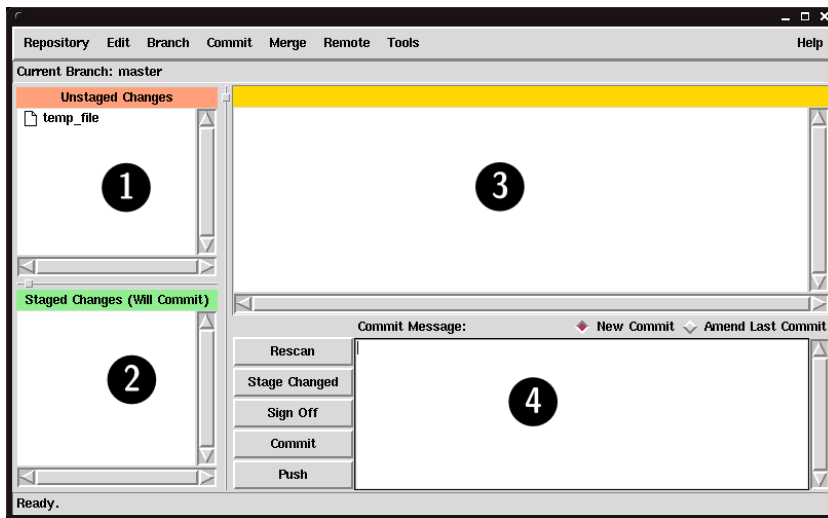 Repository Edit Branch Commit Merge Remote Tools Help
Current Branch: master
Unstaged Changes
temp_file
1
3
Staged Changes (Will Commit)
2
Commit Message: New Commit Amend Last Commit
Rescan
Stage Changed
Sign Off
Commit
Push
4
Ready.